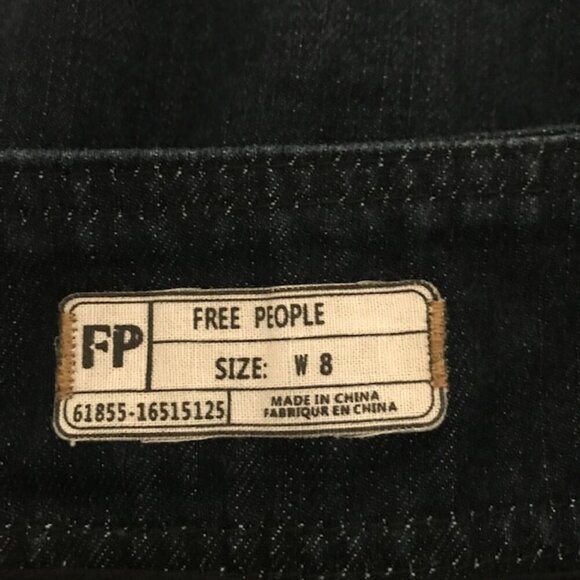 FP
FREE PEOPLE
SIZE: W 8
61855-16515125
MADE IN CHINA
FABRIQUR EN CHINA